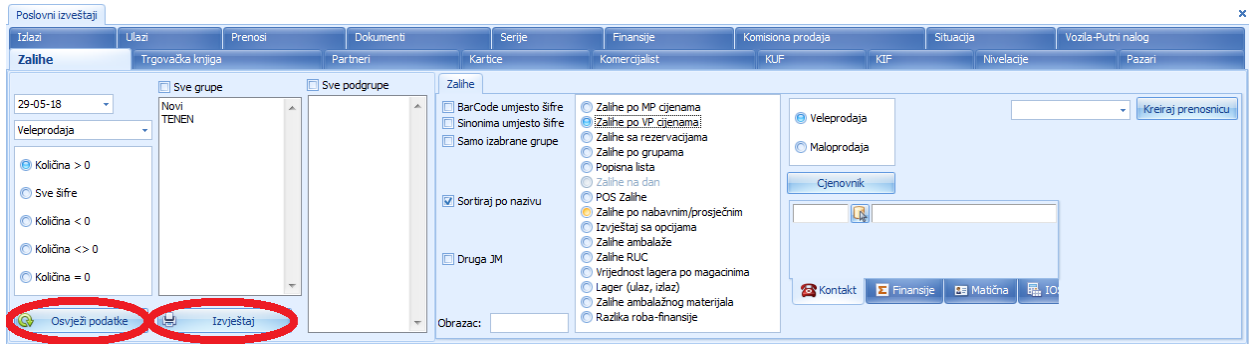 Poslovni izveštaji
Izlazi Ulazi Prenosi Dokumenti Serije Finansije Komisiona prodaja Situacija Vozila-Putni nalog
Zalihe Trgovačka knjiga Partneri Kartice Komercijalist KUF KIF Nivelacije Pazari
29-05-18
Veleprodaja
Količina > 0
Sve šifre
Količina < 0
Količina <> 0
Količina = 0
Osvježi podatke
Sve grupe
Novi
TENEN
Izvještaj
Sve podgrupe
Zalihe
BarCode umjesto šifre
Sinonima umjesto šifre
Samo izabrane grupe
Sortiraj po nazivu
Druga JM
Obrazac:
Zalihe po MP cijenama
Zalihe po VP cijenama
Zalihe sa rezervacijama
Zalihe po grupama
Popisna lista
Zalihe na dan
POS Zalihe
Zalihe po nabavnim/prosječnim
Izvještaj sa opcijama
Zalihe ambalaže
Zalihe RUC
Vrijednost lagera po magacinima
Lager (ulaz, izlaz)
Zalihe ambalažnog materijala
Razlika roba-finansije
Veleprodaja
Maloprodaja
Cjenovnik
Kontakt Finansije Matična IOS
Kreiraj prenosnicu